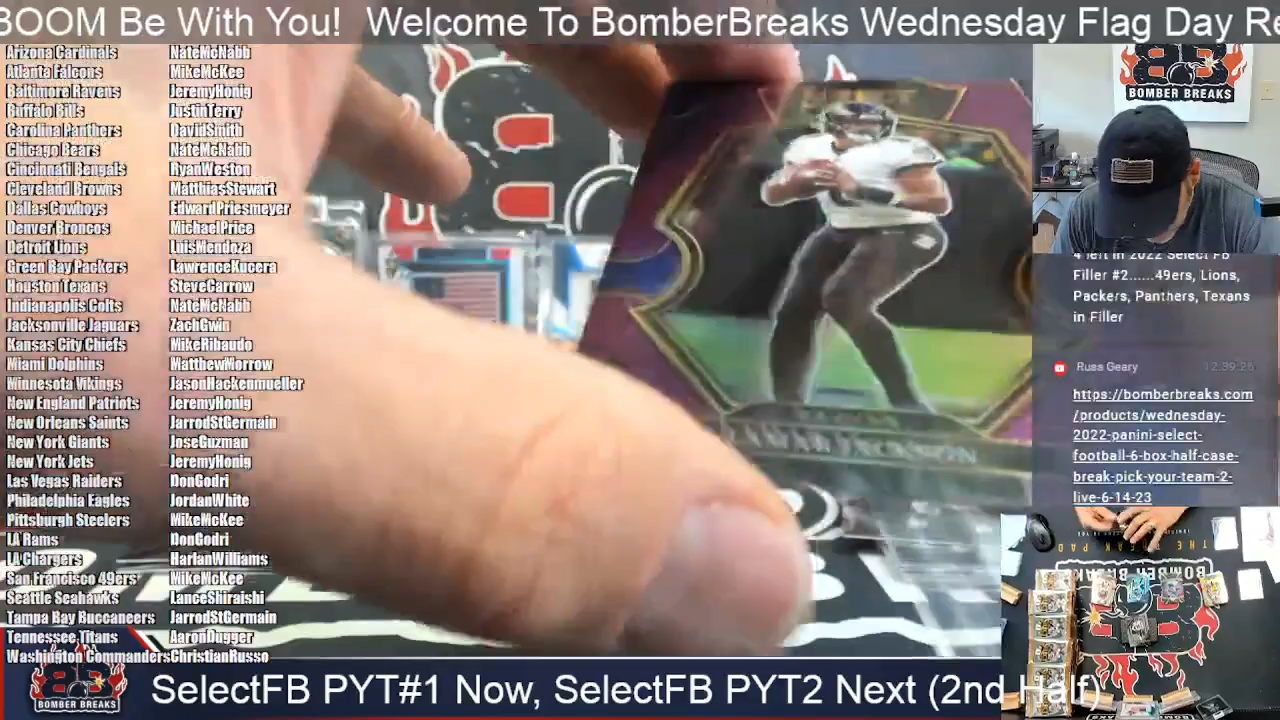 BOOM Be With You!  Welcome To BomberBreaks Wednesday Flag Day Re
Arizona Cardinals NateMcNabb
Atlanta Falcons MikeMcKee
Baltimore Ravens JeremyHonig
Buffalo Bills JustinTerry
Carolina Panthers DavidSmith
Chicago Bears NateMcNabb
Cincinnati Bengals RyanWeston
Cleveland Browns MatthiasStewart
Dallas Cowboys EdwardPriesmeyer
Denver Broncos MichaelPrice
Detroit Lions LuisMendoza
Green Bay Packers LawrenceKucera
Houston Texans SteveCarrow
Indianapolis Colts NateMcNabb
Jacksonville Jaguars ZachGwin
Kansas City Chiefs MikeRibaudo
Miami Dolphins MatthewMorrow
Minnesota Vikings JasonHackenmueller
New England Patriots JeremyHonig
New Orleans Saints JarrodStGermain
New York Giants JoseGuzman
New York Jets JeremyHonig
Las Vegas Raiders DonGodri
Philadelphia Eagles JordanWhite
Pittsburgh Steelers MikeMcKee
LA Rams DonGodri
LA Chargers HarlanWilliams
San Francisco 49ers MikeMcKee
Seattle Seahawks LanceShiraishi
Tampa Bay Buccaneers JarrodStGermain
Tennessee Titans AaronDugger
Washington Commanders ChristianRusso
LAMAR JACKSON
BOMBER BREAKS
4 left in 2022 Select FB
Filler #2......49ers, Lions,
Packers, Panthers, Texans
in Filler
Russ Geary 12:39:26
https://bomberbreaks.com
/products/wednesday-
2022-panini-select-
football-6-box-half-case-
break-pick-your-team-2-
live-6-14-23
BOMBER BREAKS
BOMBER BREAKS
SelectFB PYT#1 Now, SelectFB PYT2 Next (2nd Half)